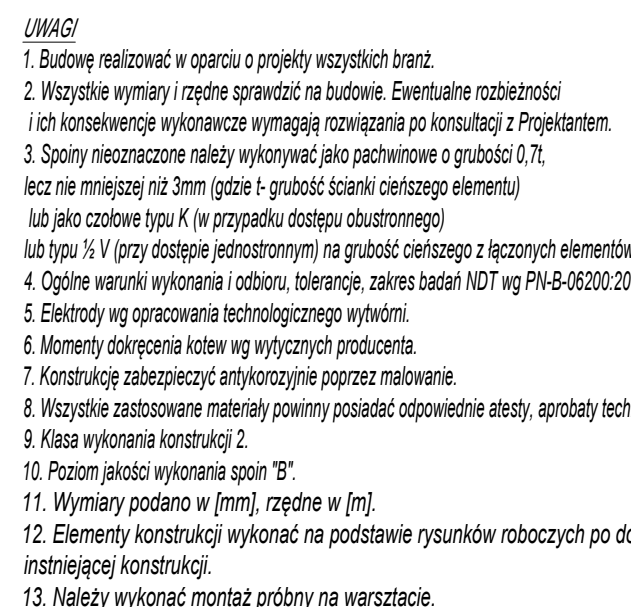 UWAGI
1. Budowę realizować w oparciu o projekty wszystkich branż.
2. Wszystkie wymiary i rzędne sprawdzić na budowie. Ewentualne rozbieżności
i ich konsekwencje wykonawcze wymagają rozwiązania po konsultacji z Projektantem.
3. Spoiny nieoznaczone należy wykonywać jako pachwinowe o grubości 0,7t,
lecz nie mniejszej niż 3mm (gdzie t- grubość ścianki cieńszego elementu)
lub jako czołowe typu K (w przypadku dostępu obustronnego)
lub typu ½ V (przy dostępie jednostronnym) na grubość cieńszego z łączonych elementów
4. Ogólne warunki wykonania i odbioru, tolerancje, zakres badań NDT wg PN-B-06200:20
5. Elektrody wg opracowania technologicznego wytwórni.
6. Momenty dokręcenia kotew wg wytycznych producenta.
7. Konstrukcję zabezpieczyć antykorozyjnie poprzez malowanie.
8. Wszystkie zastosowane materiały powinny posiadać odpowiednie atesty, aprobaty tech
9. Klasa wykonania konstrukcji 2.
10. Poziom jakości wykonania spoin "B".
11. Wymiary podano w [mm], rzędne w [m].
12. Elementy konstrukcji wykonać na podstawie rysunków roboczych po do
instniejącej konstrukcji.
13. Należy wykonać montaż próbny na warsztacie.